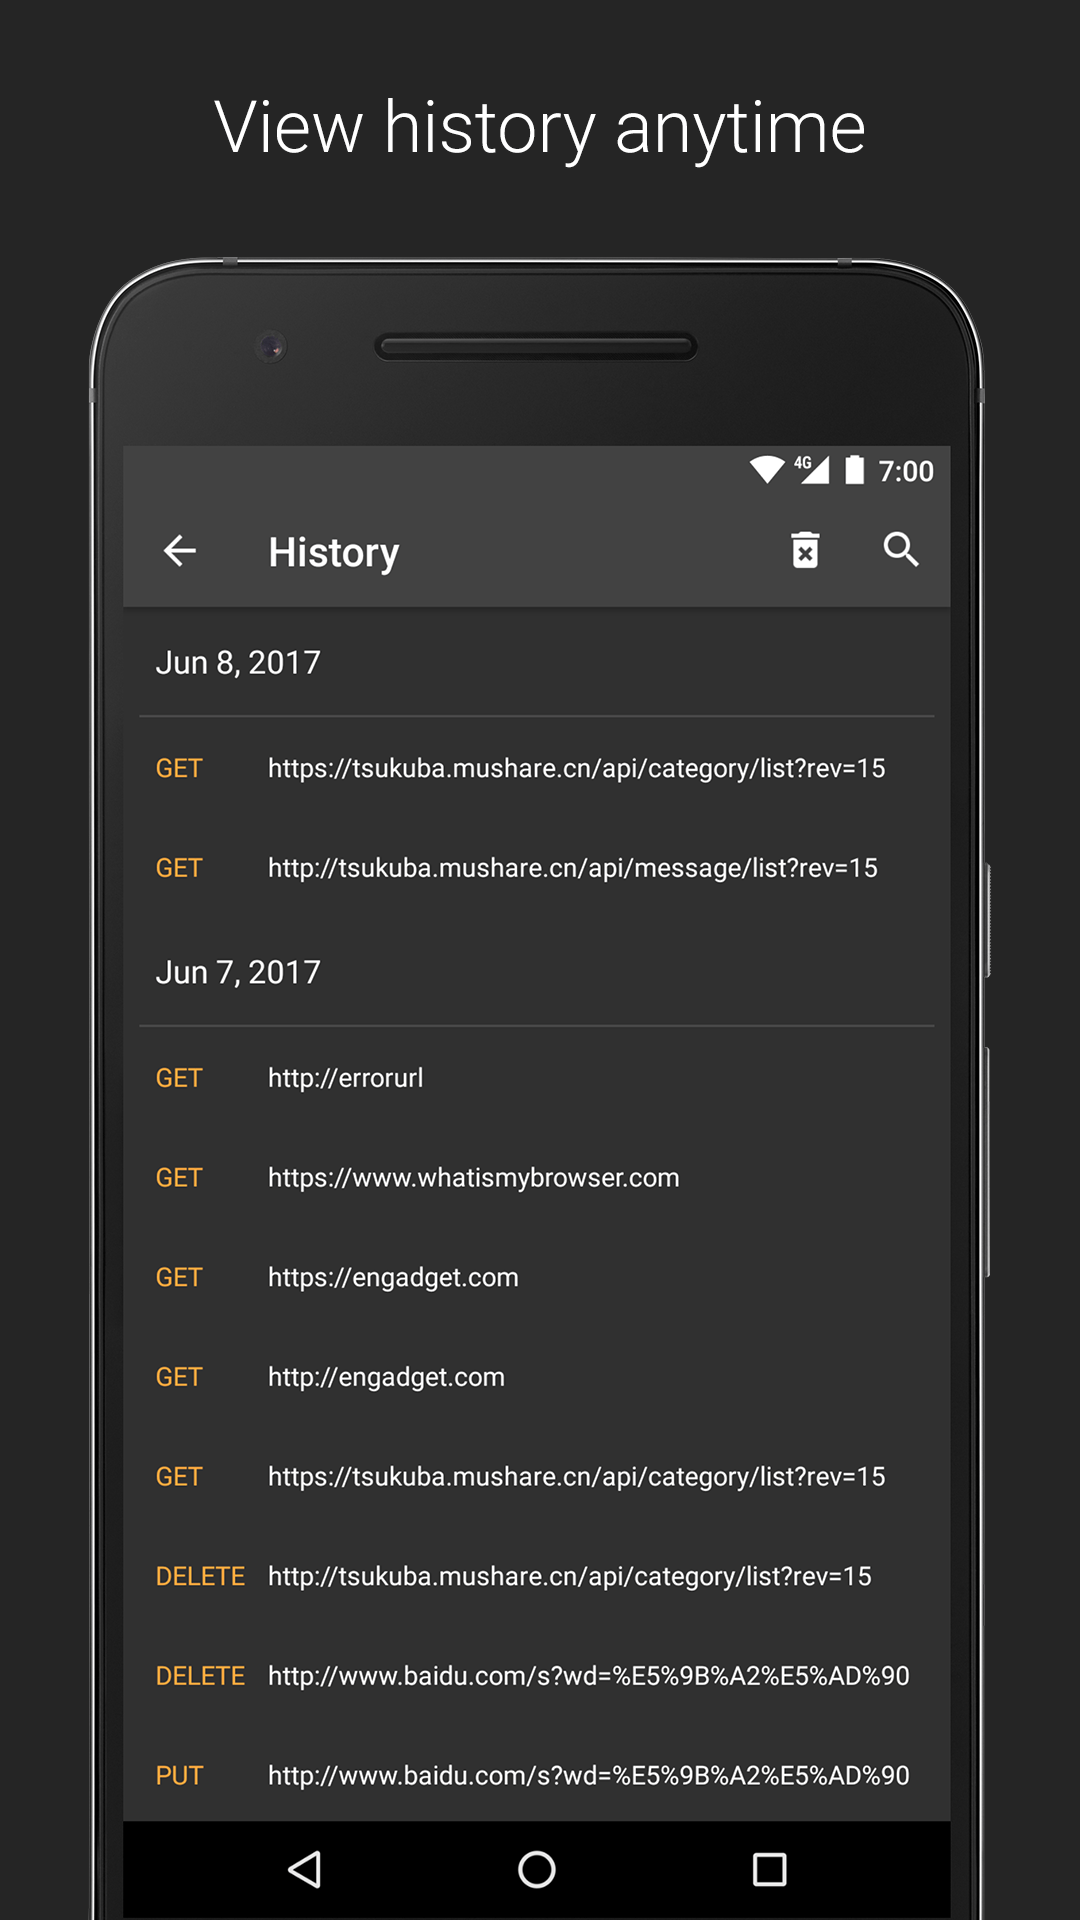 View history anytime
4G 7:00
History
Jun 8, 2017
GET https://tsukuba.mushare.cn/api/category/list?rev=15
GET http://tsukuba.mushare.cn/api/message/list?rev=15
Jun 7, 2017
GET http://errorurl
GET https://www.whatismybrowser.com
GET https://engadget.com
GET http://engadget.com
GET https://tsukuba.mushare.cn/api/category/list?rev=15
DELETE http://tsukuba.mushare.cn/api/category/list?rev=15
DELETE http://www.baidu.com/s?wd=%E5%9B%A2%E5%AD%90
PUT http://www.baidu.com/s?wd=%E5%9B%A2%E5%AD%90